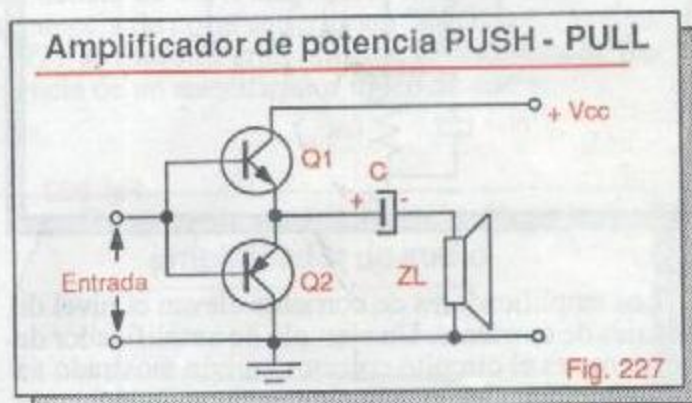 Amplificador de potencia PUSH - PULL
+ Vcc
Q1
C
+ -
Entrada
Q2
ZL
Fig. 227